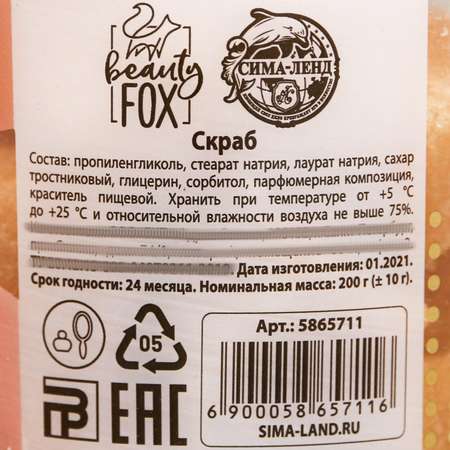 beauty
FOX
СИМА-ЛЕНД
Скраб
Состав: пропиленгликоль, стеарат натрия, лаурат натрия, сахар
тростниковый, глицерин, сорбитол, парфюмерная композиция,
краситель пищевой. Хранить при температуре от +5 °С
до +25 °С и относительной влажности воздуха не выше 75%.
Дата изготовления: 01.2021.
Срок годности: 24 месяца. Номинальная масса: 200 г (± 10 г).
05
ЕАС
Арт.: 5865711
6 900058 657116
SIMA-LAND.RU